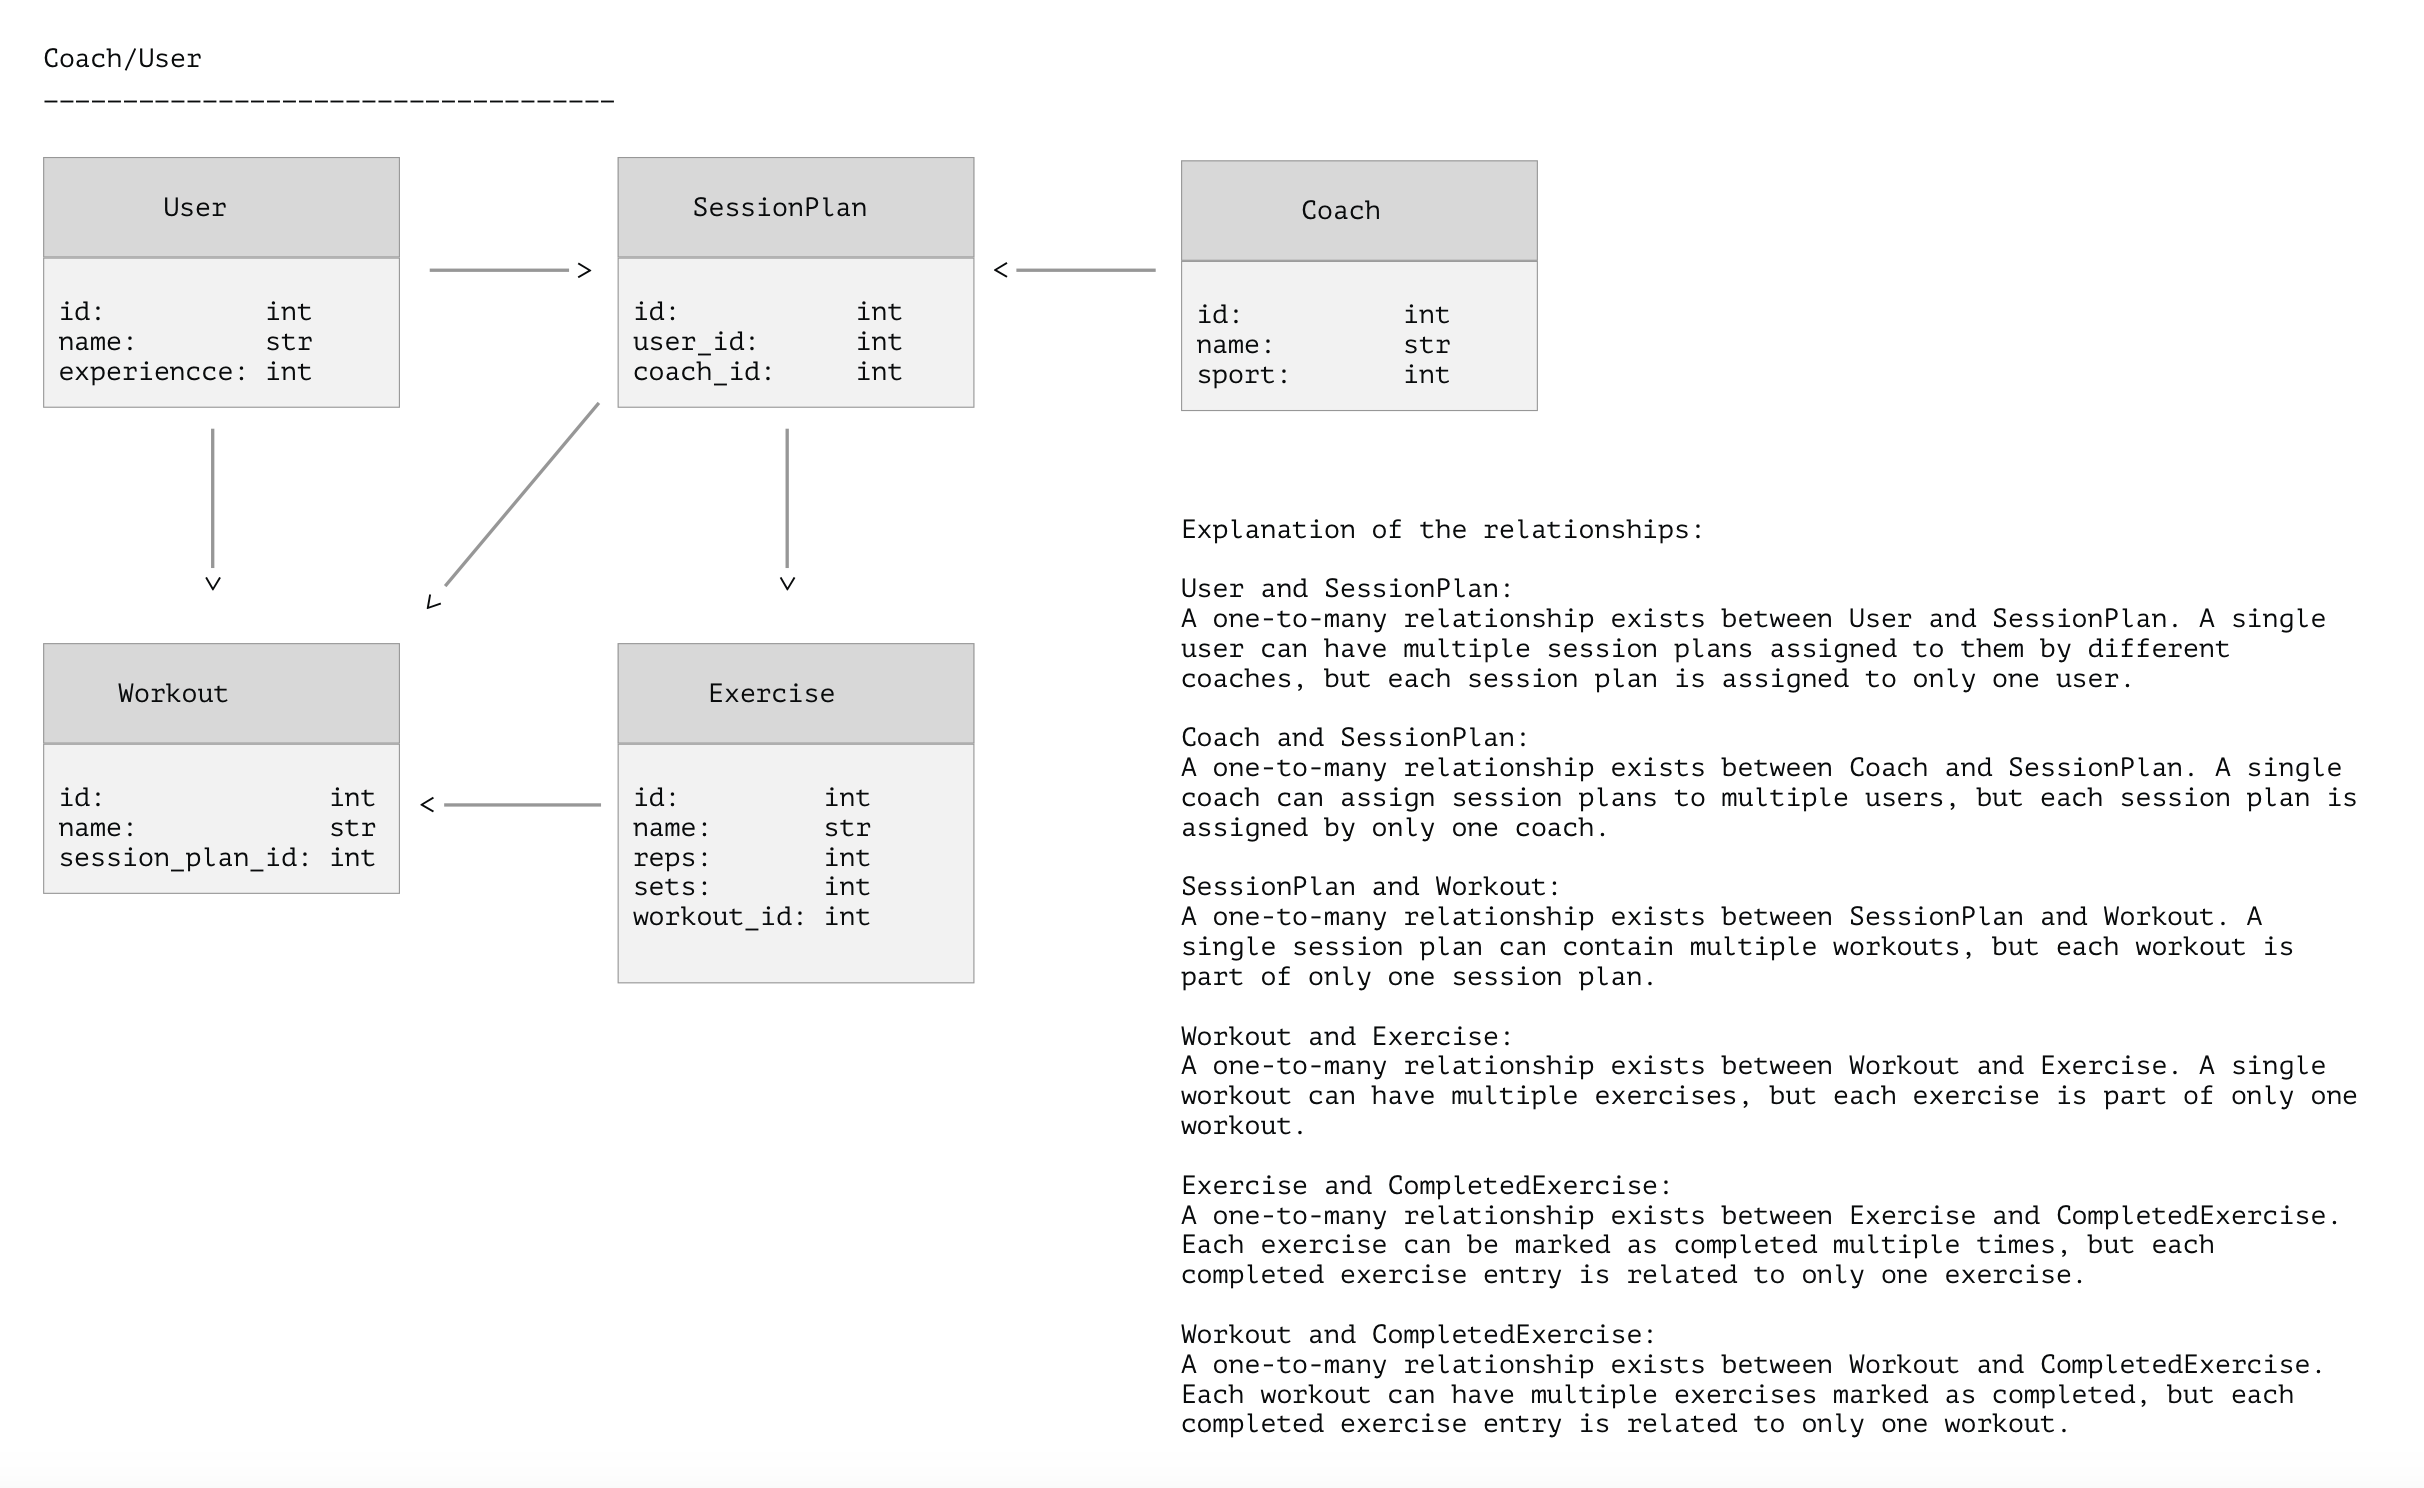 Coach/User
------------------------------------
User
id: int
name: str
experiencce: int
SessionPlan
id: int
user_id: int
coach_id: int
Coach
id: int
name: str
sport: int
Workout
id: int
name: str
session_plan_id: int
Exercise
id: int
name: str
reps: int
sets: int
workout_id: int
Explanation of the relationships:
User and SessionPlan:
A one-to-many relationship exists between User and SessionPlan. A single
user can have multiple session plans assigned to them by different
coaches, but each session plan is assigned to only one user.
Coach and SessionPlan:
A one-to-many relationship exists between Coach and SessionPlan. A single
coach can assign session plans to multiple users, but each session plan is
assigned by only one coach.
SessionPlan and Workout:
A one-to-many relationship exists between SessionPlan and Workout. A
single session plan can contain multiple workouts, but each workout is
part of only one session plan.
Workout and Exercise:
A one-to-many relationship exists between Workout and Exercise. A single
workout can have multiple exercises, but each exercise is part of only one
workout.
Exercise and CompletedExercise:
A one-to-many relationship exists between Exercise and CompletedExercise.
Each exercise can be marked as completed multiple times, but each
completed exercise entry is related to only one exercise.
Workout and CompletedExercise:
A one-to-many relationship exists between Workout and CompletedExercise.
Each workout can have multiple exercises marked as completed, but each
completed exercise entry is related to only one workout.